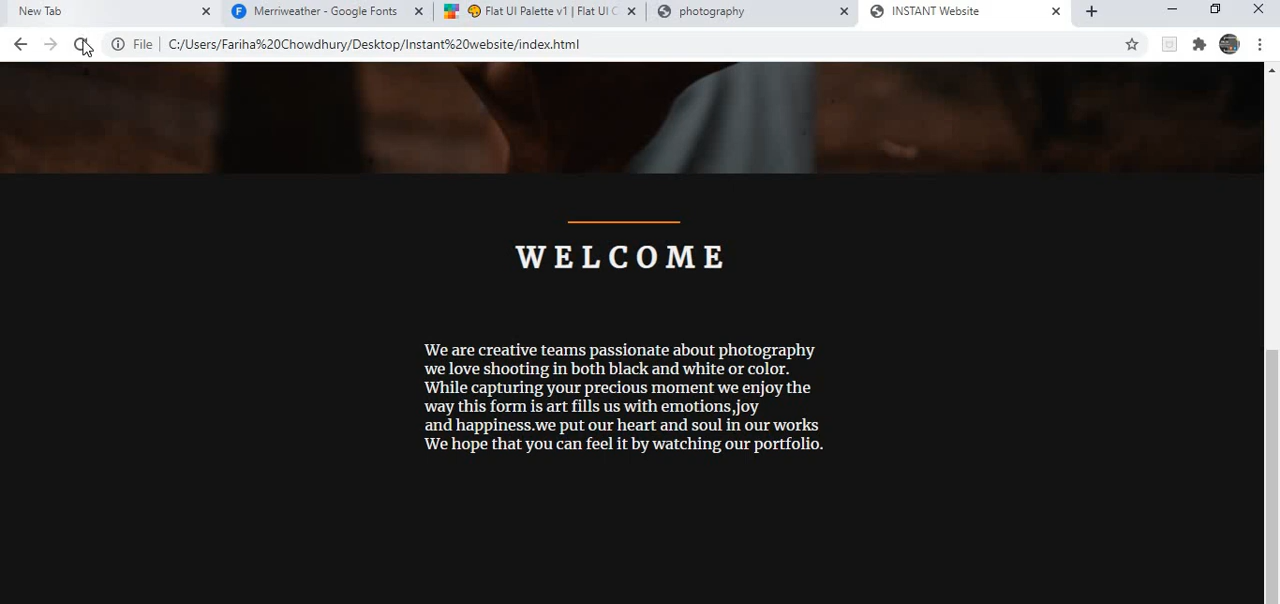 New Tab
Merriweather - Google Fonts
Flat UI Palette v1 | Flat UI C
photography
INSTANT Website
File
C:/Users/Fariha%20Chowdhury/Desktop/Instant%20website/index.html
WELCOME
We are creative teams passionate about photography
we love shooting in both black and white or color.
While capturing your precious moment we enjoy the
way this form is art fills us with emotions,joy
and happiness.we put our heart and soul in our works
We hope that you can feel it by watching our portfolio.